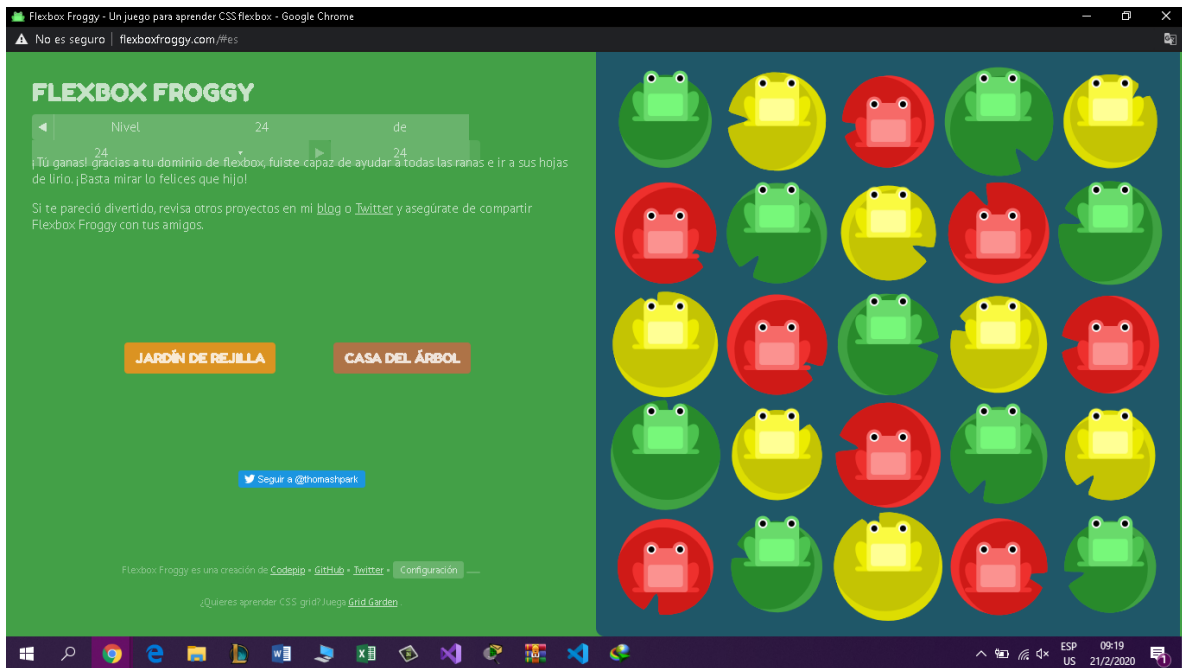 Flexbox Froggy - Un juego para aprender CSS flexbox - Google Chrome
No es seguro | flexboxfroggy.com/#es
FLEXBOX FROGGY
◀ Nivel 24 de
24 ▾ ▶ 24
¡Tú ganas! gracias a tu dominio de flexbox, fuiste capaz de ayudar a todas las ranas e ir a sus hojas
de lirio. ¡Basta mirar lo felices que hijo!
Si te pareció divertido, revisa otros proyectos en mi blog o Twitter y asegúrate de compartir
Flexbox Froggy con tus amigos.
JARDÍN DE REJILLA CASA DEL ÁRBOL
Seguir a @thomashpark
Flexbox Froggy es una creación de Codepip • GitHub • Twitter • Configuración
¿Quieres aprender CSS grid? Juega Grid Garden.
ESP 09:19
US 21/2/2020 1